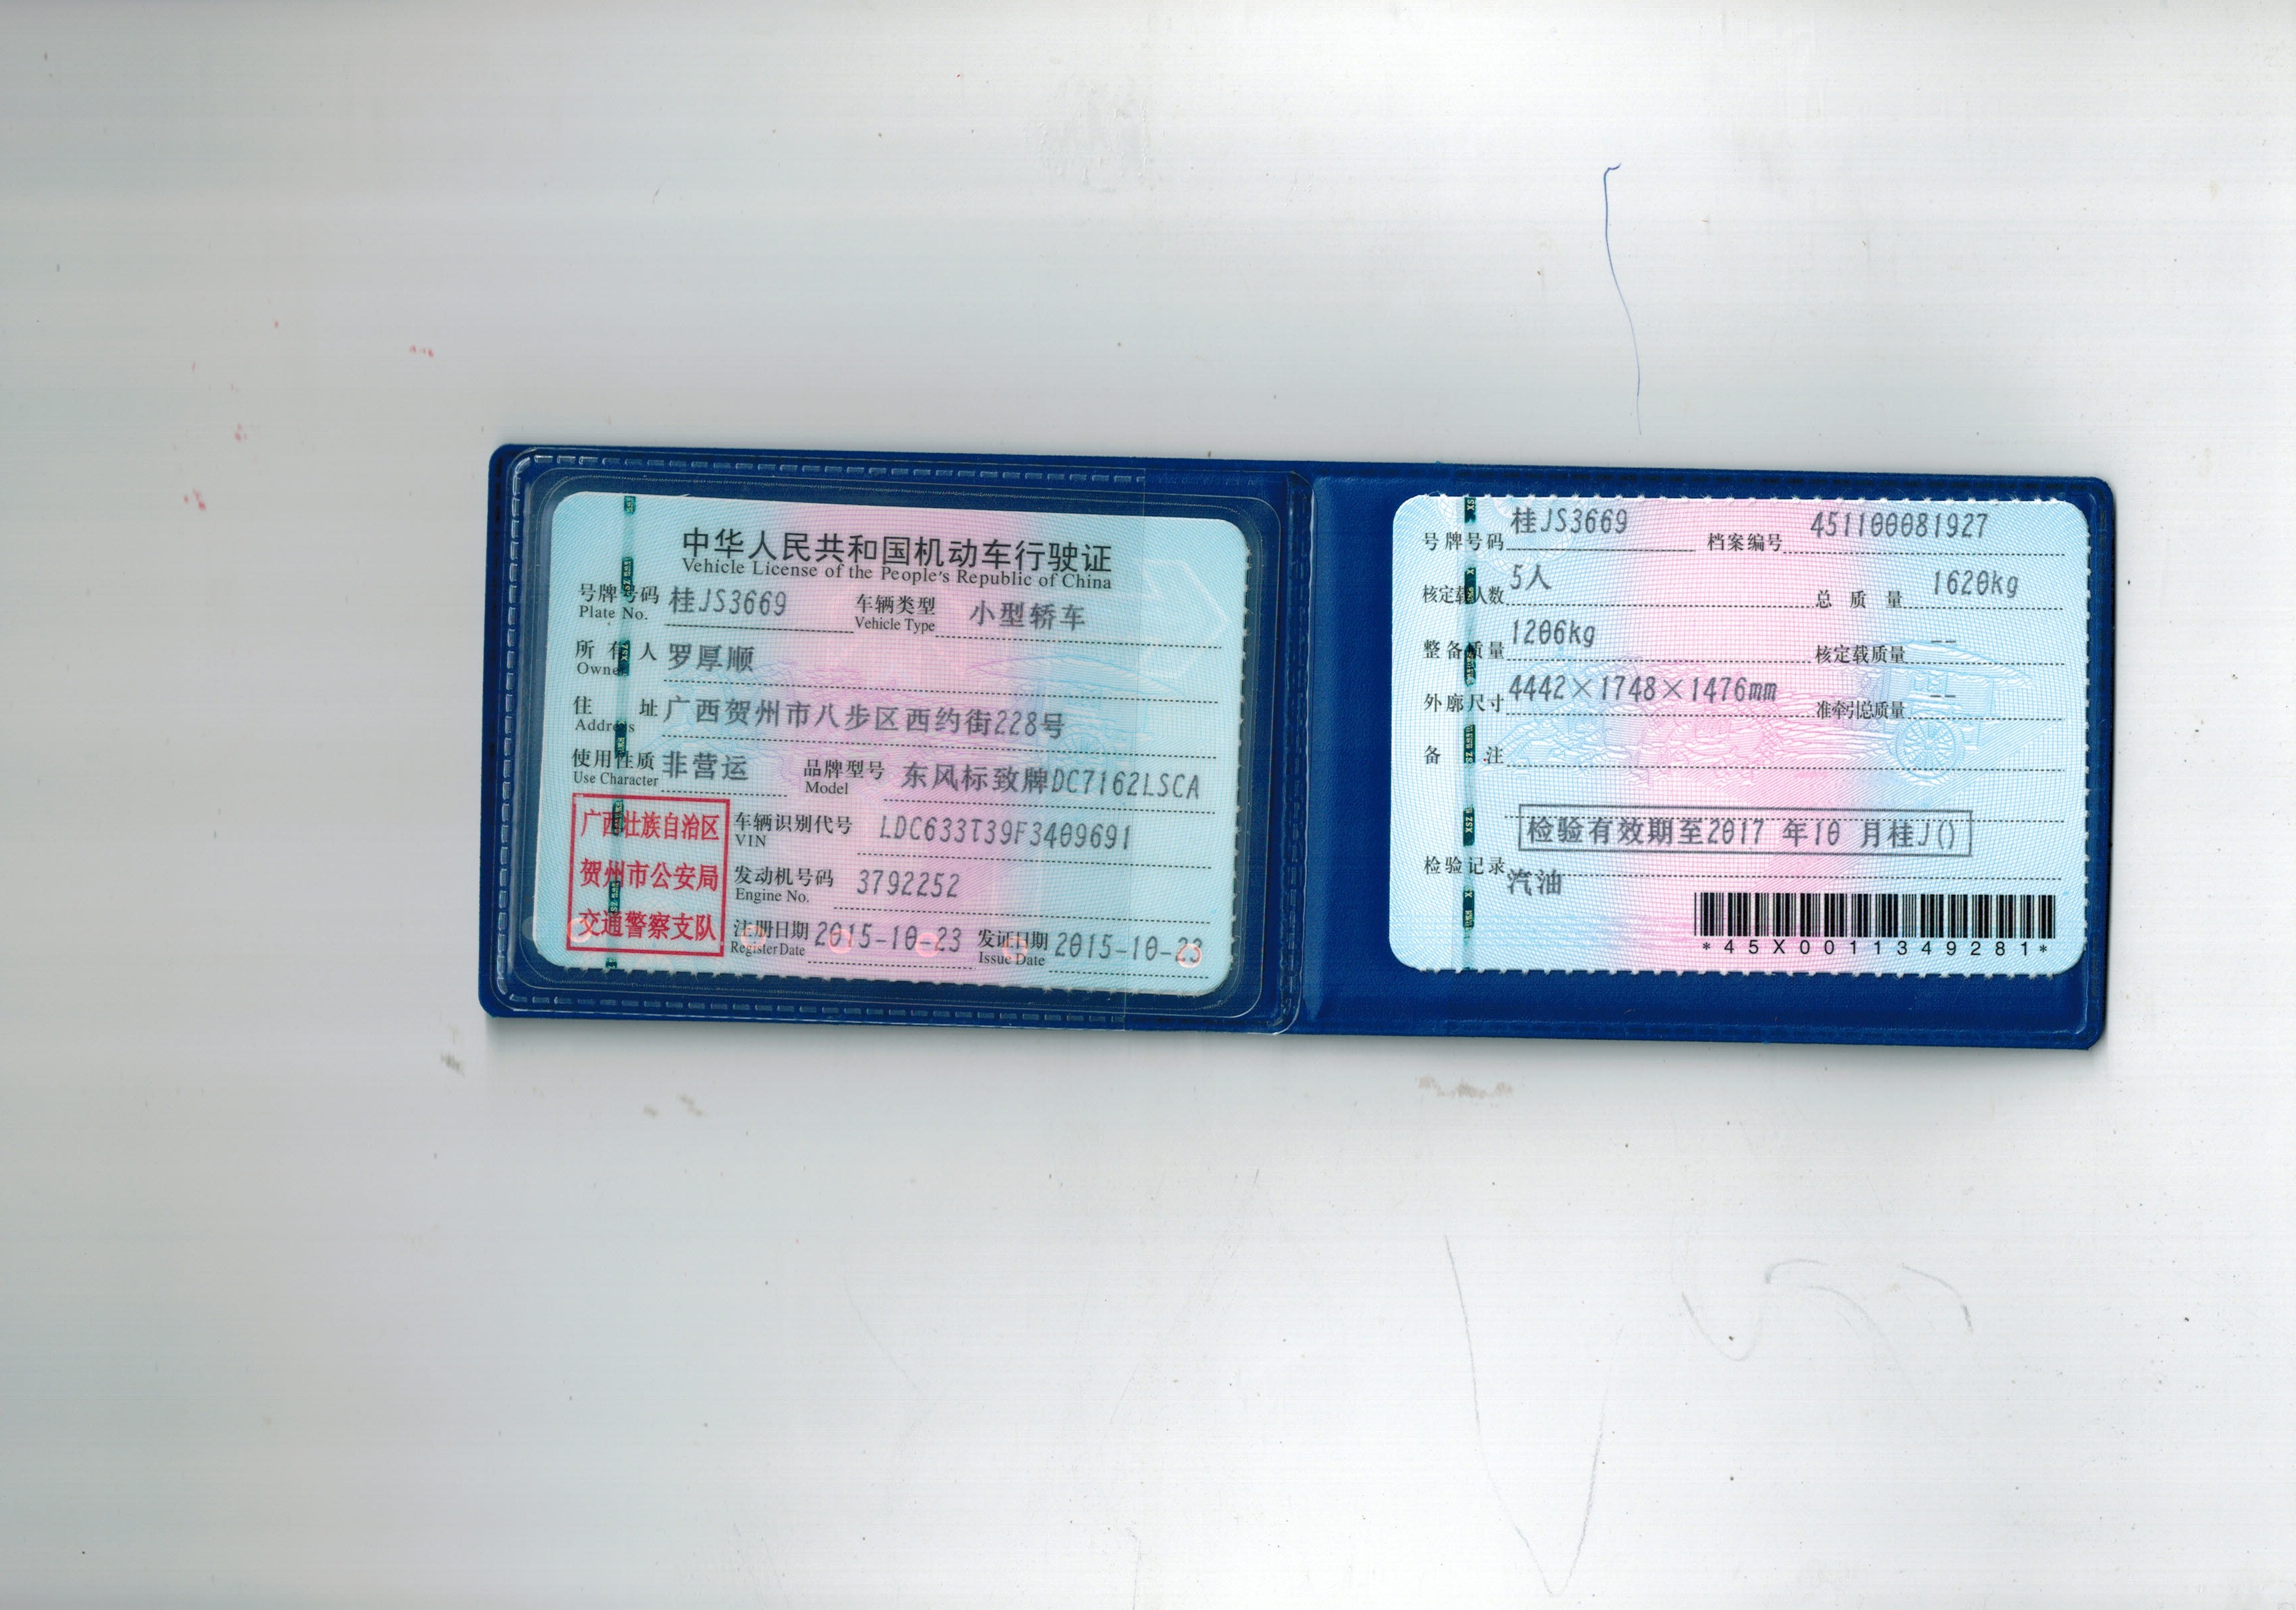 中华人民共和国机动车行驶证
Vehicle License of the People's Republic of China
号牌号码 桂JS3669 车辆类型 小型轿车
Plate No. Vehicle Type
所有人 罗厚顺
Owner
住址 广西贺州市八步区西约街228号
Address
使用性质 非营运 品牌型号 东风标致牌DC7162LSCA
Use Character Model
广西壮族自治区
贺州市公安局
交通警察支队
车辆识别代号 LDC633T39F3409691
VIN
发动机号码 3792252
Engine No.
注册日期 2015-10-23 发证日期 2015-10-23
Register Date Issue Date
号牌号码 桂JS3669 档案编号 451100081927
核定载人数 5人 总质量 1620kg
整备质量 1206kg 核定载质量 --
外廓尺寸 4442×1748×1476mm 准牵引总质量 --
备注
检验有效期至2017 年10 月桂J()
检验记录
汽油
*45X0011349281*